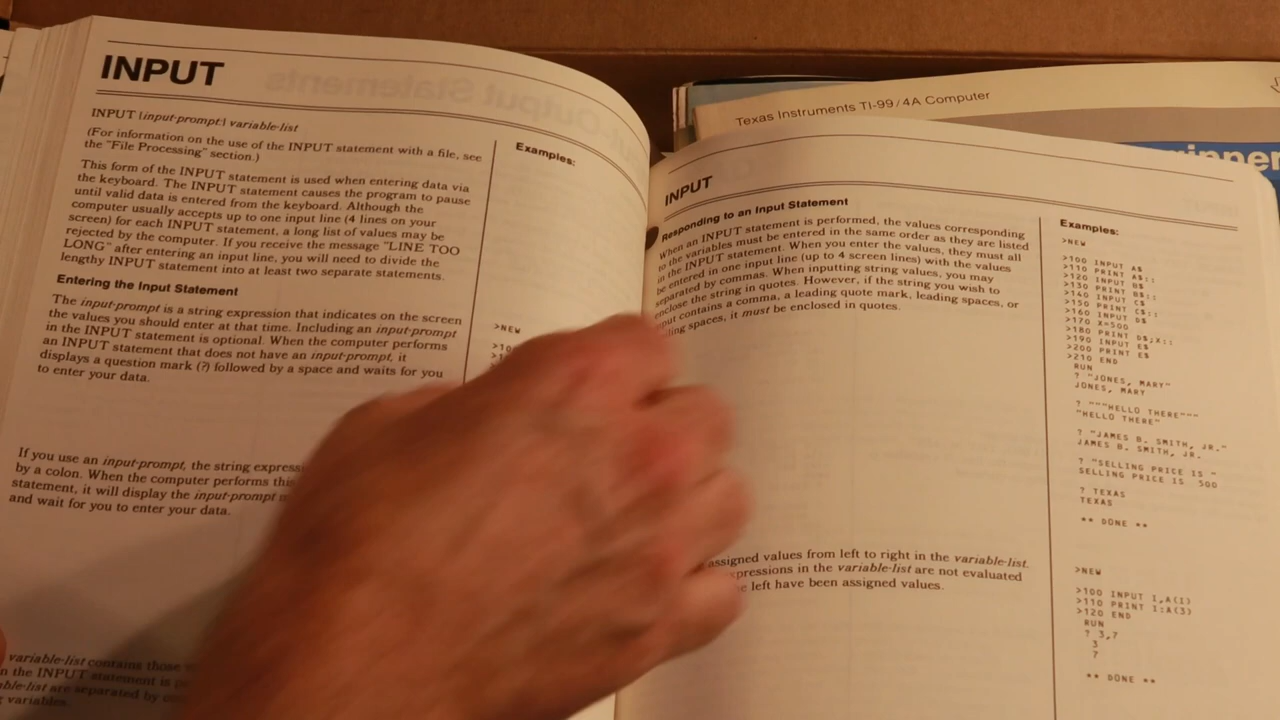 INPUT
INPUT [input-prompt:] variable-list
(For information on the use of the INPUT statement with a file, see
the "File Processing" section.)
This form of the INPUT statement is used when entering data via
the keyboard. The INPUT statement causes the program to pause
until valid data is entered from the keyboard. Although the
computer usually accepts up to one input line (4 lines on your
screen) for each INPUT statement, a long list of values may be
rejected by the computer. If you receive the message "LINE TOO
LONG" after entering an input line, you will need to divide the
lengthy INPUT statement into at least two separate statements.
Entering the Input Statement
The input-prompt is a string expression that indicates on the screen
the values you should enter at that time. Including an input-prompt
in the INPUT statement is optional. When the computer performs
an INPUT statement that does not have an input-prompt, it
displays a question mark (?) followed by a space and waits for you
to enter your data.
If you use an input-prompt, the string
by a colon. When the computer performs this
statement, it will display the input-prompt
and wait for you to enter your data.
variable-list contains those
the INPUT statement is
are separated by
variables.
Examples:
>NEW
Texas Instruments TI-99/4A Computer
INPUT
Responding to an Input Statement
When an INPUT statement is performed, the values corresponding
to the variables must be entered in the same order as they are listed
in the INPUT statement. When you enter the values, they must all
be entered in one input line (up to 4 screen lines) with the values
separated by commas. When inputting string values, you may
enclose the string in quotes. However, if the string you wish to
contains a comma, a leading quote mark, leading spaces, or
spaces, it must be enclosed in quotes.
assigned values from left to right in the variable-list.
in the variable-list are not evaluated
left have been assigned values.
Examples:
>NEW
>100 INPUT A$
>110 PRINT A$::
>120 INPUT B$
>130 PRINT B$::
>140 INPUT C$
>150 PRINT C$::
>160 INPUT D$
>170 X=500
>180 PRINT D$;X::
>190 INPUT E$
>200 PRINT E$
>210 END
RUN
? "JONES, MARY"
JONES, MARY
? """HELLO THERE"""
"HELLO THERE"
? "JAMES B. SMITH, JR."
JAMES B. SMITH, JR.
? "SELLING PRICE IS "
SELLING PRICE IS 500
? TEXAS
TEXAS
** DONE **
>NEW
>100 INPUT I,A(I)
>110 PRINT I:A(3)
>120 END
RUN
? 3,7
3
7
** DONE **